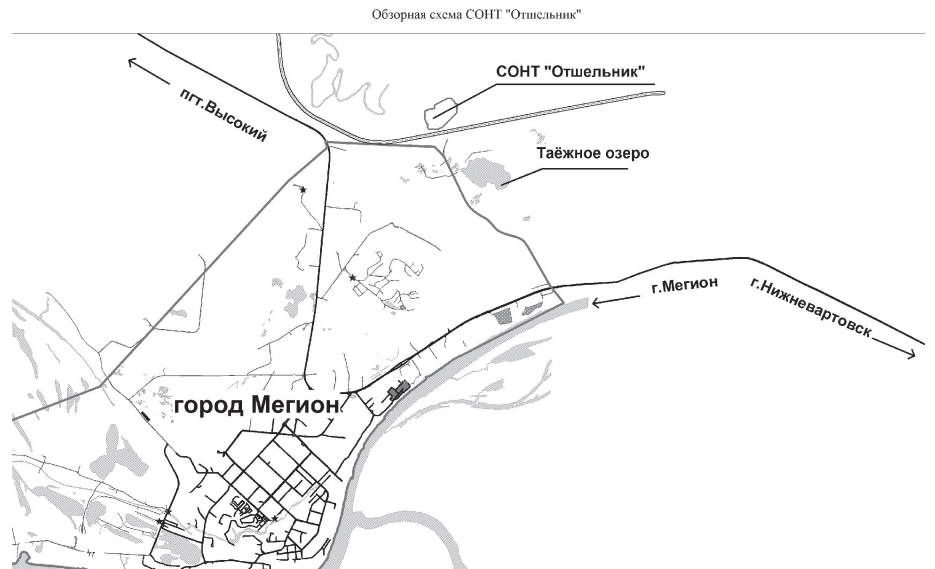 Обзорная схема СОНТ "Отшельник"
СОНТ "Отшельник"
пгт.Высокий
Таёжное озеро
г.Мегион
г.Нижневартовск
город Мегион